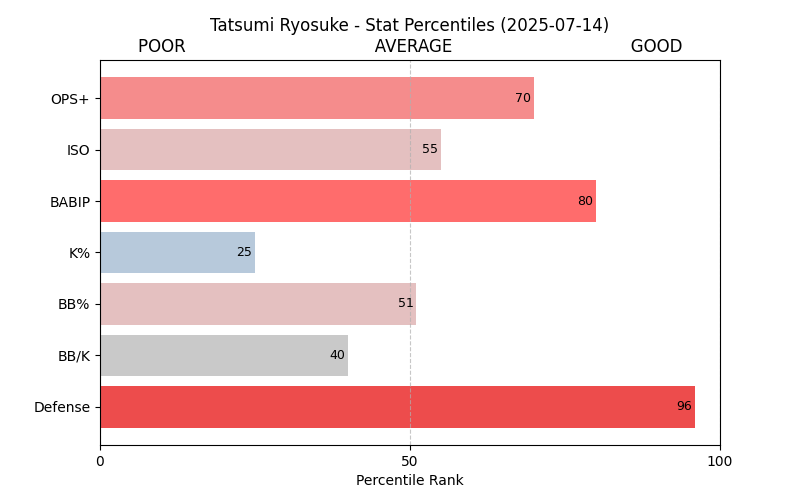 Tatsumi Ryosuke - Stat Percentiles (2025-07-14)
POOR AVERAGE GOOD
OPS+ 70
ISO 55
BABIP 80
K% 25
BB% 51
BB/K 40
Defense 96
0 50 100
Percentile Rank